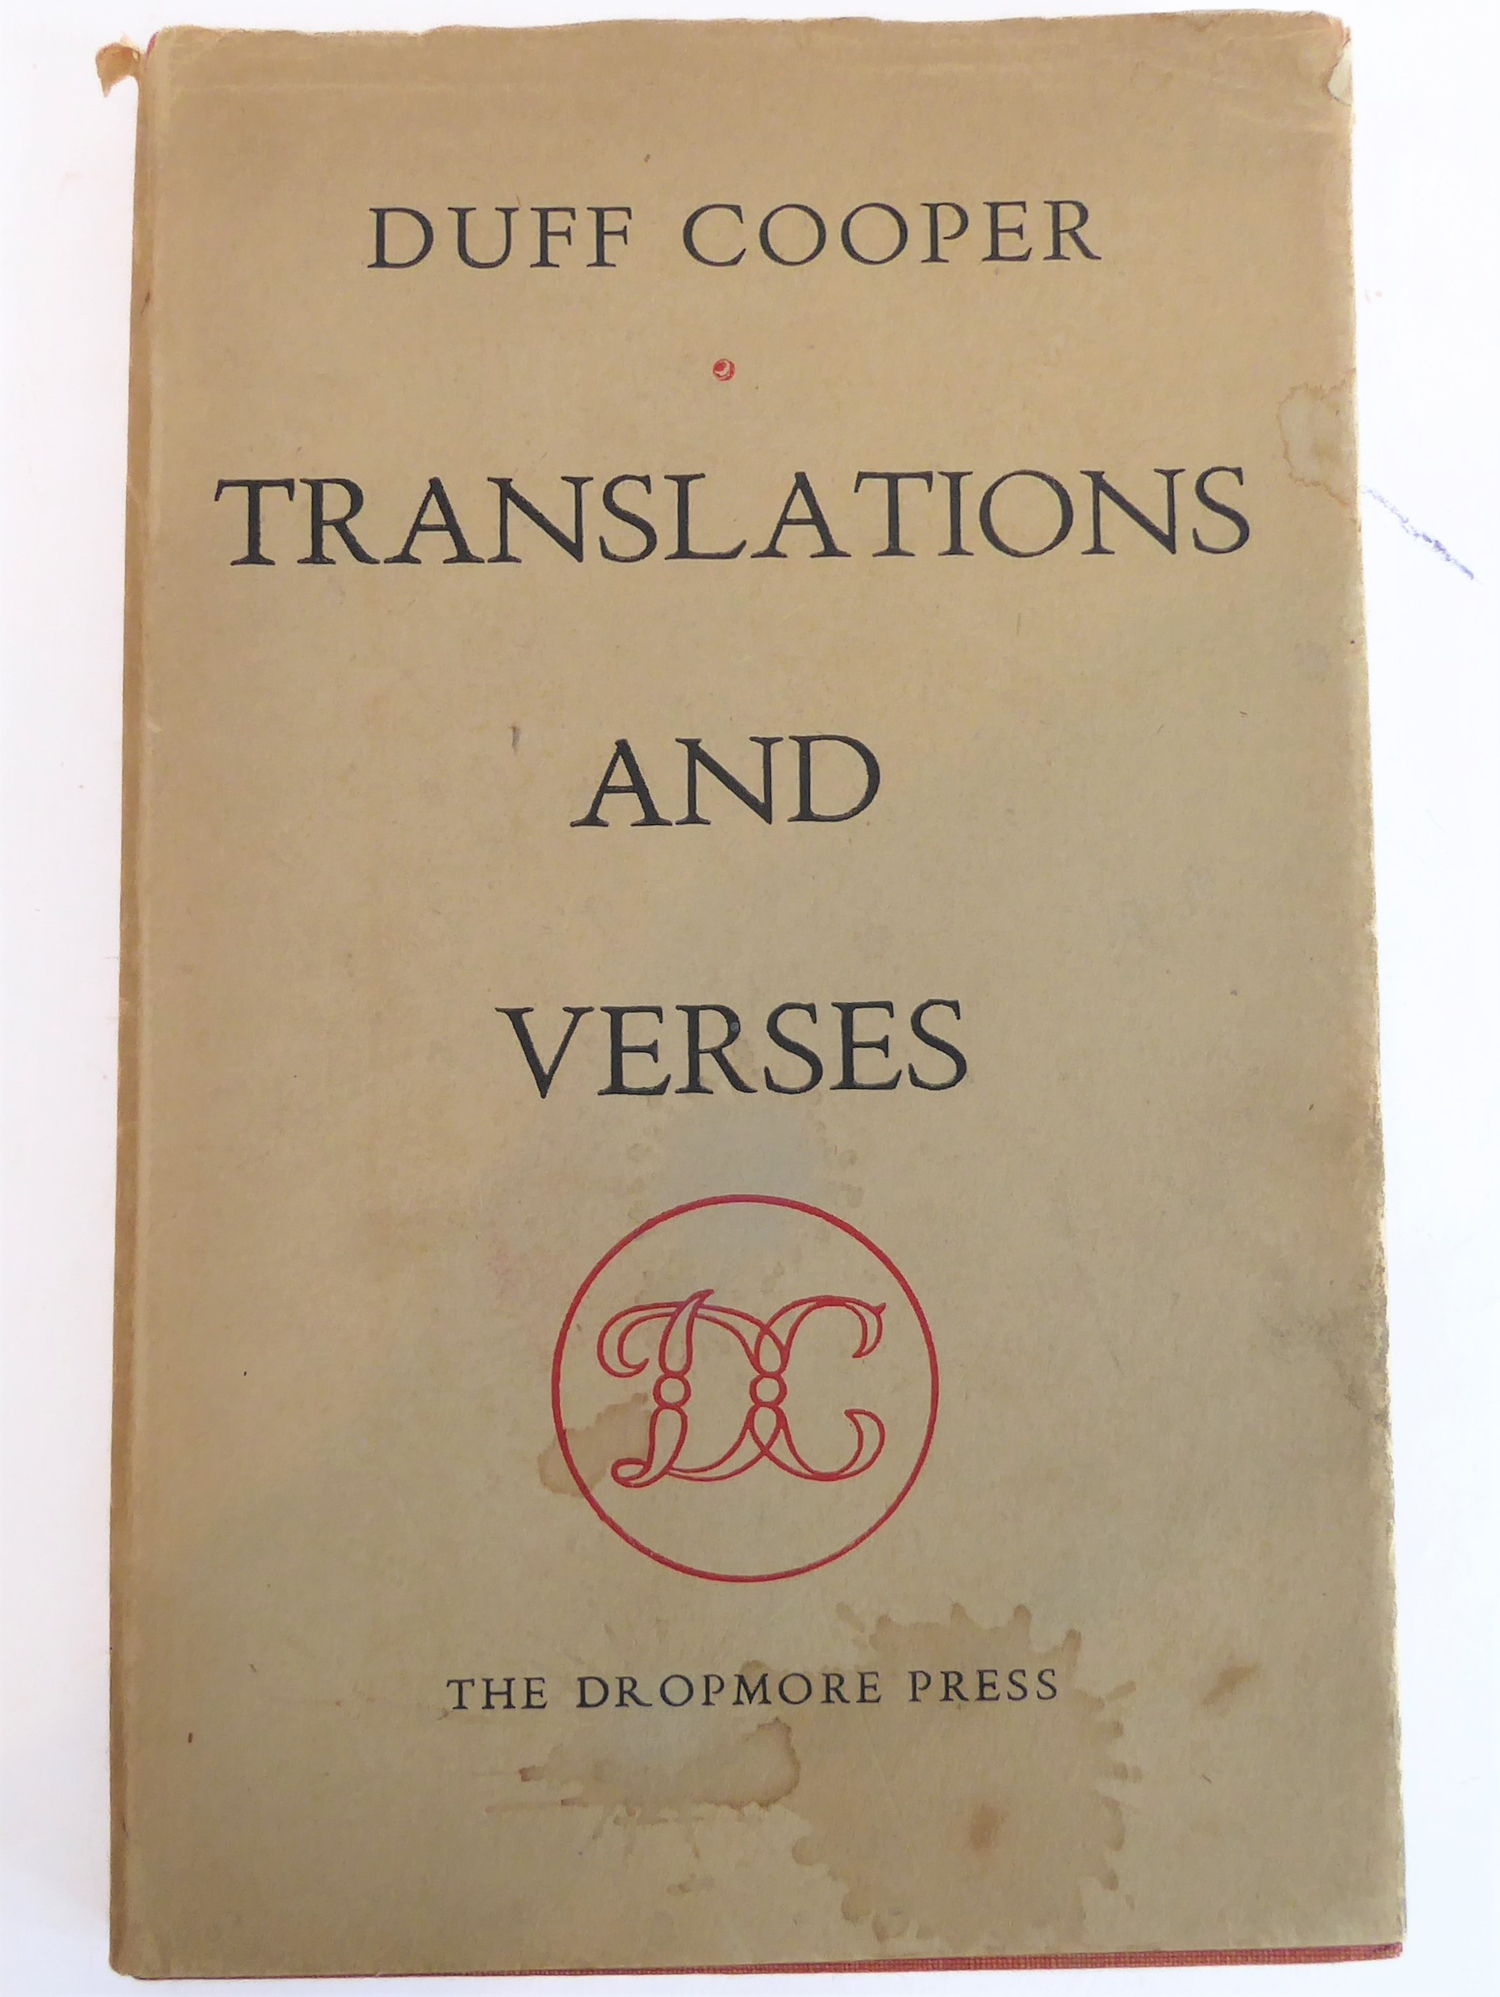 DUFF COOPER
TRANSLATIONS
AND
VERSES
DC
THE DROPMORE PRESS